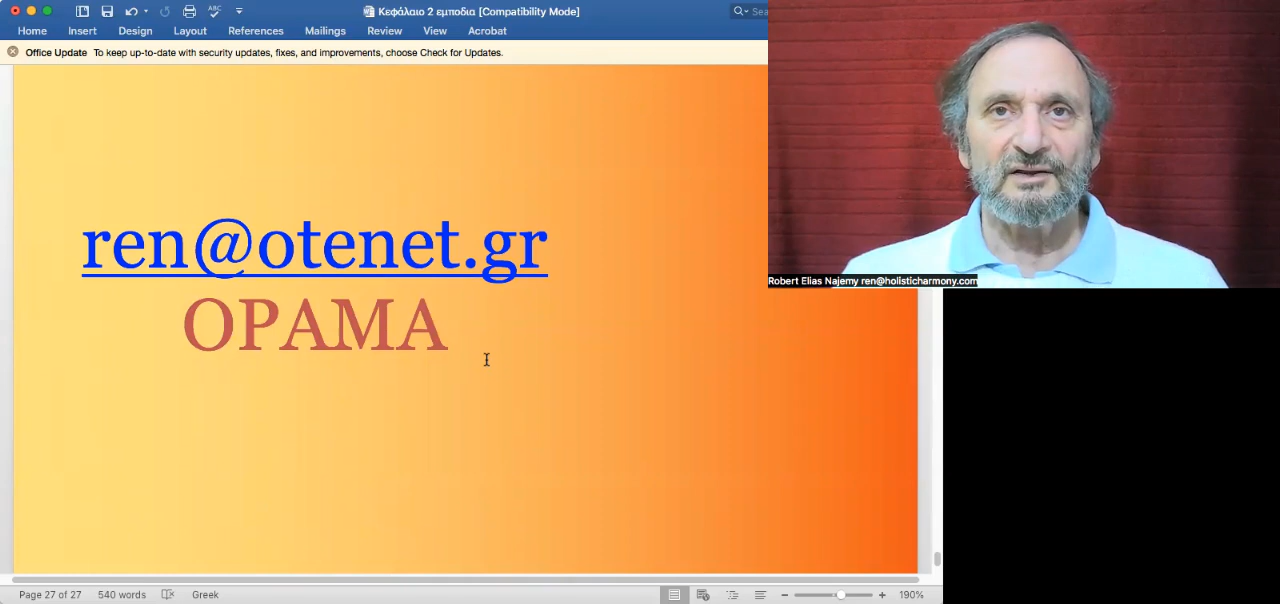 ABC
Κεφάλαιο 2 εμποδια [Compatibility Mode]
Sea
Home Insert Design Layout References Mailings Review View Acrobat
Office Update To keep up-to-date with security updates, fixes, and improvements, choose Check for Updates.
ren@otenet.gr
ΟΡΑΜΑ
Robert Elias Najemy ren@holisticharmony.com
Page 27 of 27 540 words Greek 190%